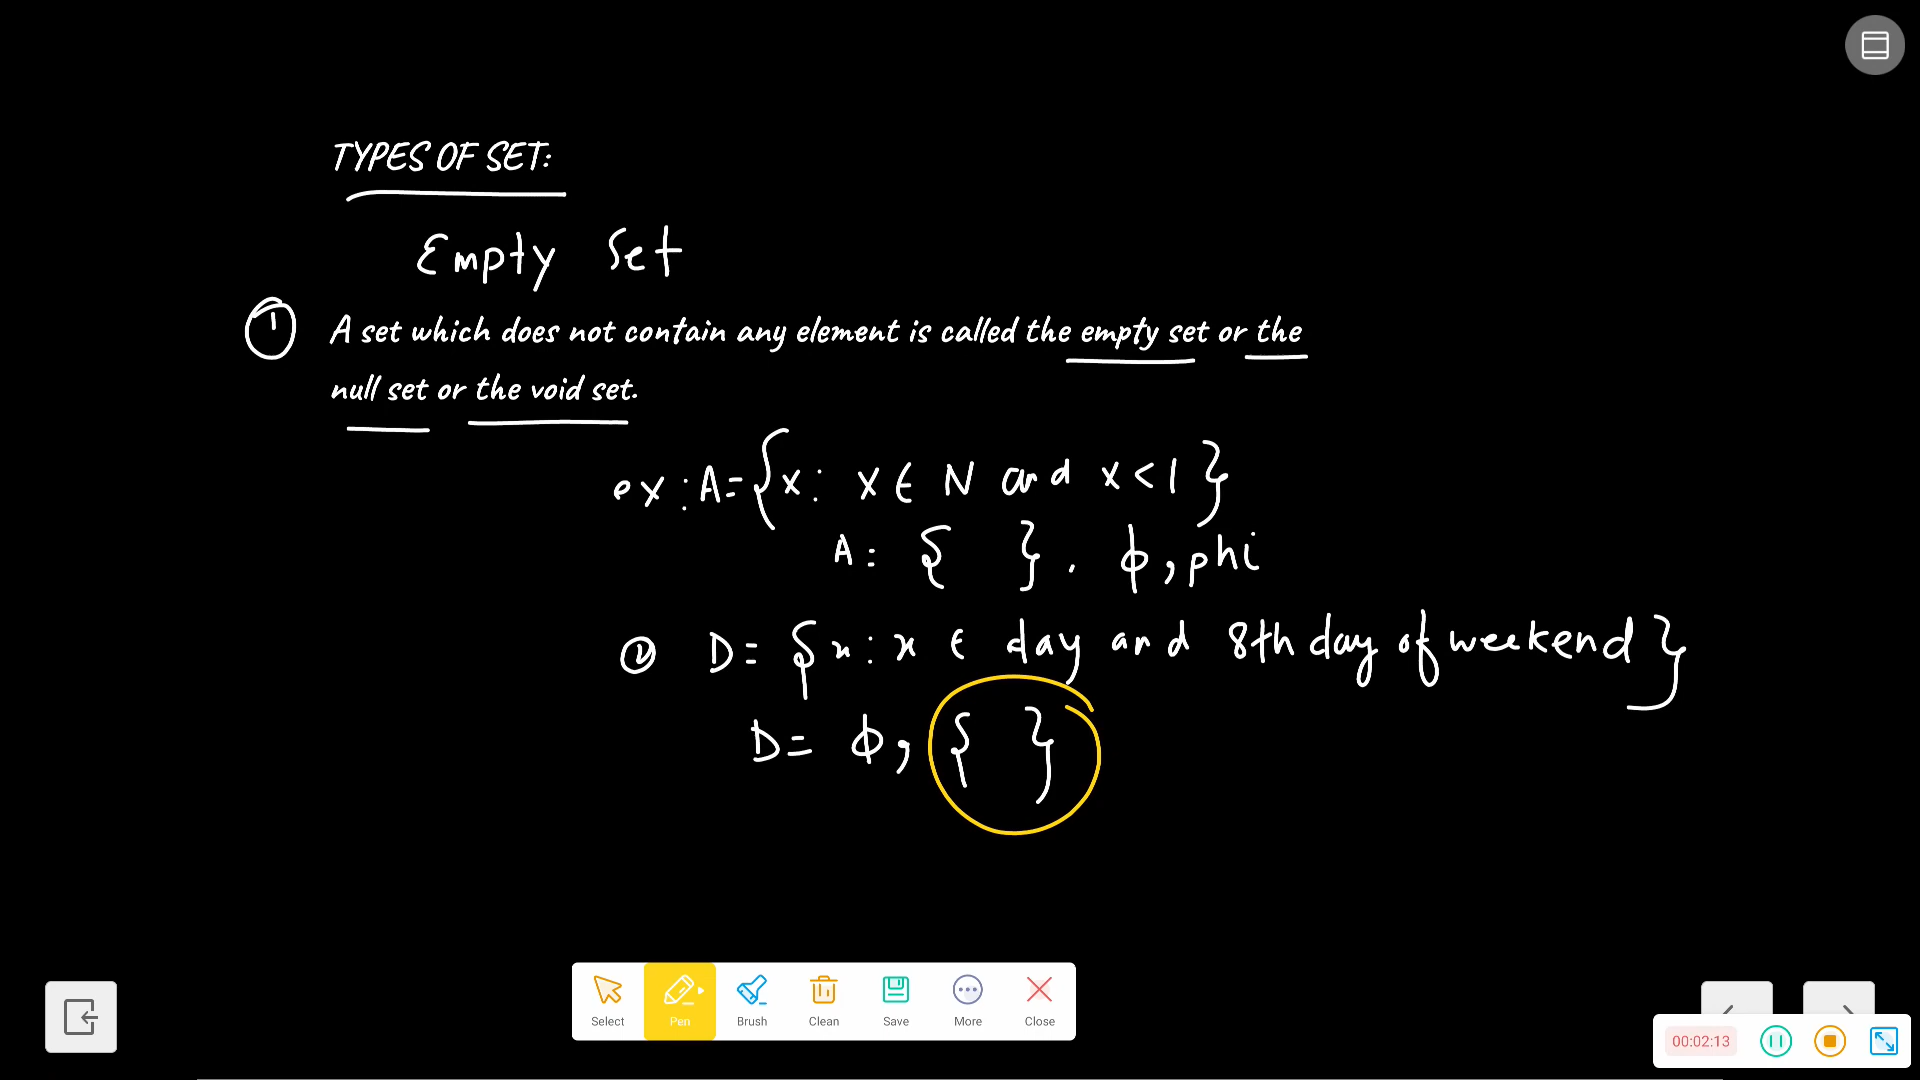 TYPES OF SET:
Empty Set
① A set which does not contain any element is called the empty set or the
null set or the void set.
ex : A = {x : x ∈ N and x < 1}
A = { } . ϕ, phi
② D = {x : x ∈ day and 8th day of weekend}
D = ϕ, { }
Select Pen Brush Clean Save More Close
00:02:13